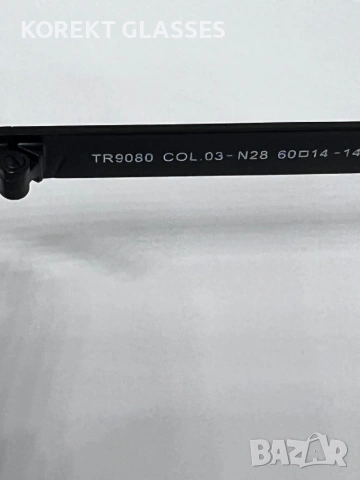 KOREKT GLASSES
TR9080 COL.03-N28 60□14-14
BAZAR